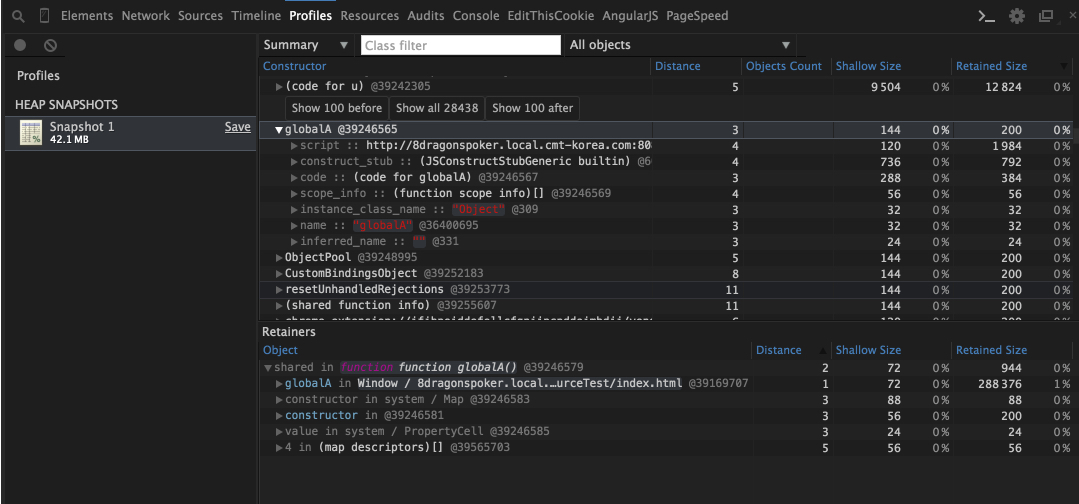 Elements Network Sources Timeline Profiles Resources Audits Console EditThisCookie AngularJS PageSpeed
Summary ▼ Class filter All objects ▼
Profiles
HEAP SNAPSHOTS
Snapshot 1 Save
42.1 MB
Constructor Distance Objects Count Shallow Size Retained Size
(code for u) @39242305 5 9 504 0 % 12 824 0 %
Show 100 before Show all 28438 Show 100 after
globalA @39246565 3 144 0 % 200 0 %
script :: http://8dragonspoker.local.cmt-korea.com:80 4 120 0 % 1 984 0 %
construct_stub :: (JSConstructStubGeneric builtin) @6 4 736 0 % 792 0 %
code :: (code for globalA) @39246567 3 288 0 % 384 0 %
scope_info :: (function scope info)[] @39246569 4 56 0 % 56 0 %
instance_class_name :: "Object" @309 3 32 0 % 32 0 %
name :: "globalA" @36400695 3 32 0 % 32 0 %
inferred_name :: "" @331 3 24 0 % 24 0 %
ObjectPool @39248995 5 144 0 % 200 0 %
CustomBindingsObject @39252183 8 144 0 % 200 0 %
resetUnhandledRejections @39253773 11 144 0 % 200 0 %
(shared function info) @39255607 11 144 0 % 200 0 %
Retainers
Object Distance Shallow Size Retained Size
shared in function function globalA() @39246579 2 72 0 % 944 0 %
globalA in Window / 8dragonspoker.local.…urceTest/index.html @39169707 1 72 0 % 288 376 1 %
constructor in system / Map @39246583 3 88 0 % 88 0 %
constructor in @39246581 3 56 0 % 200 0 %
value in system / PropertyCell @39246585 3 24 0 % 24 0 %
4 in (map descriptors)[] @39565703 5 56 0 % 56 0 %